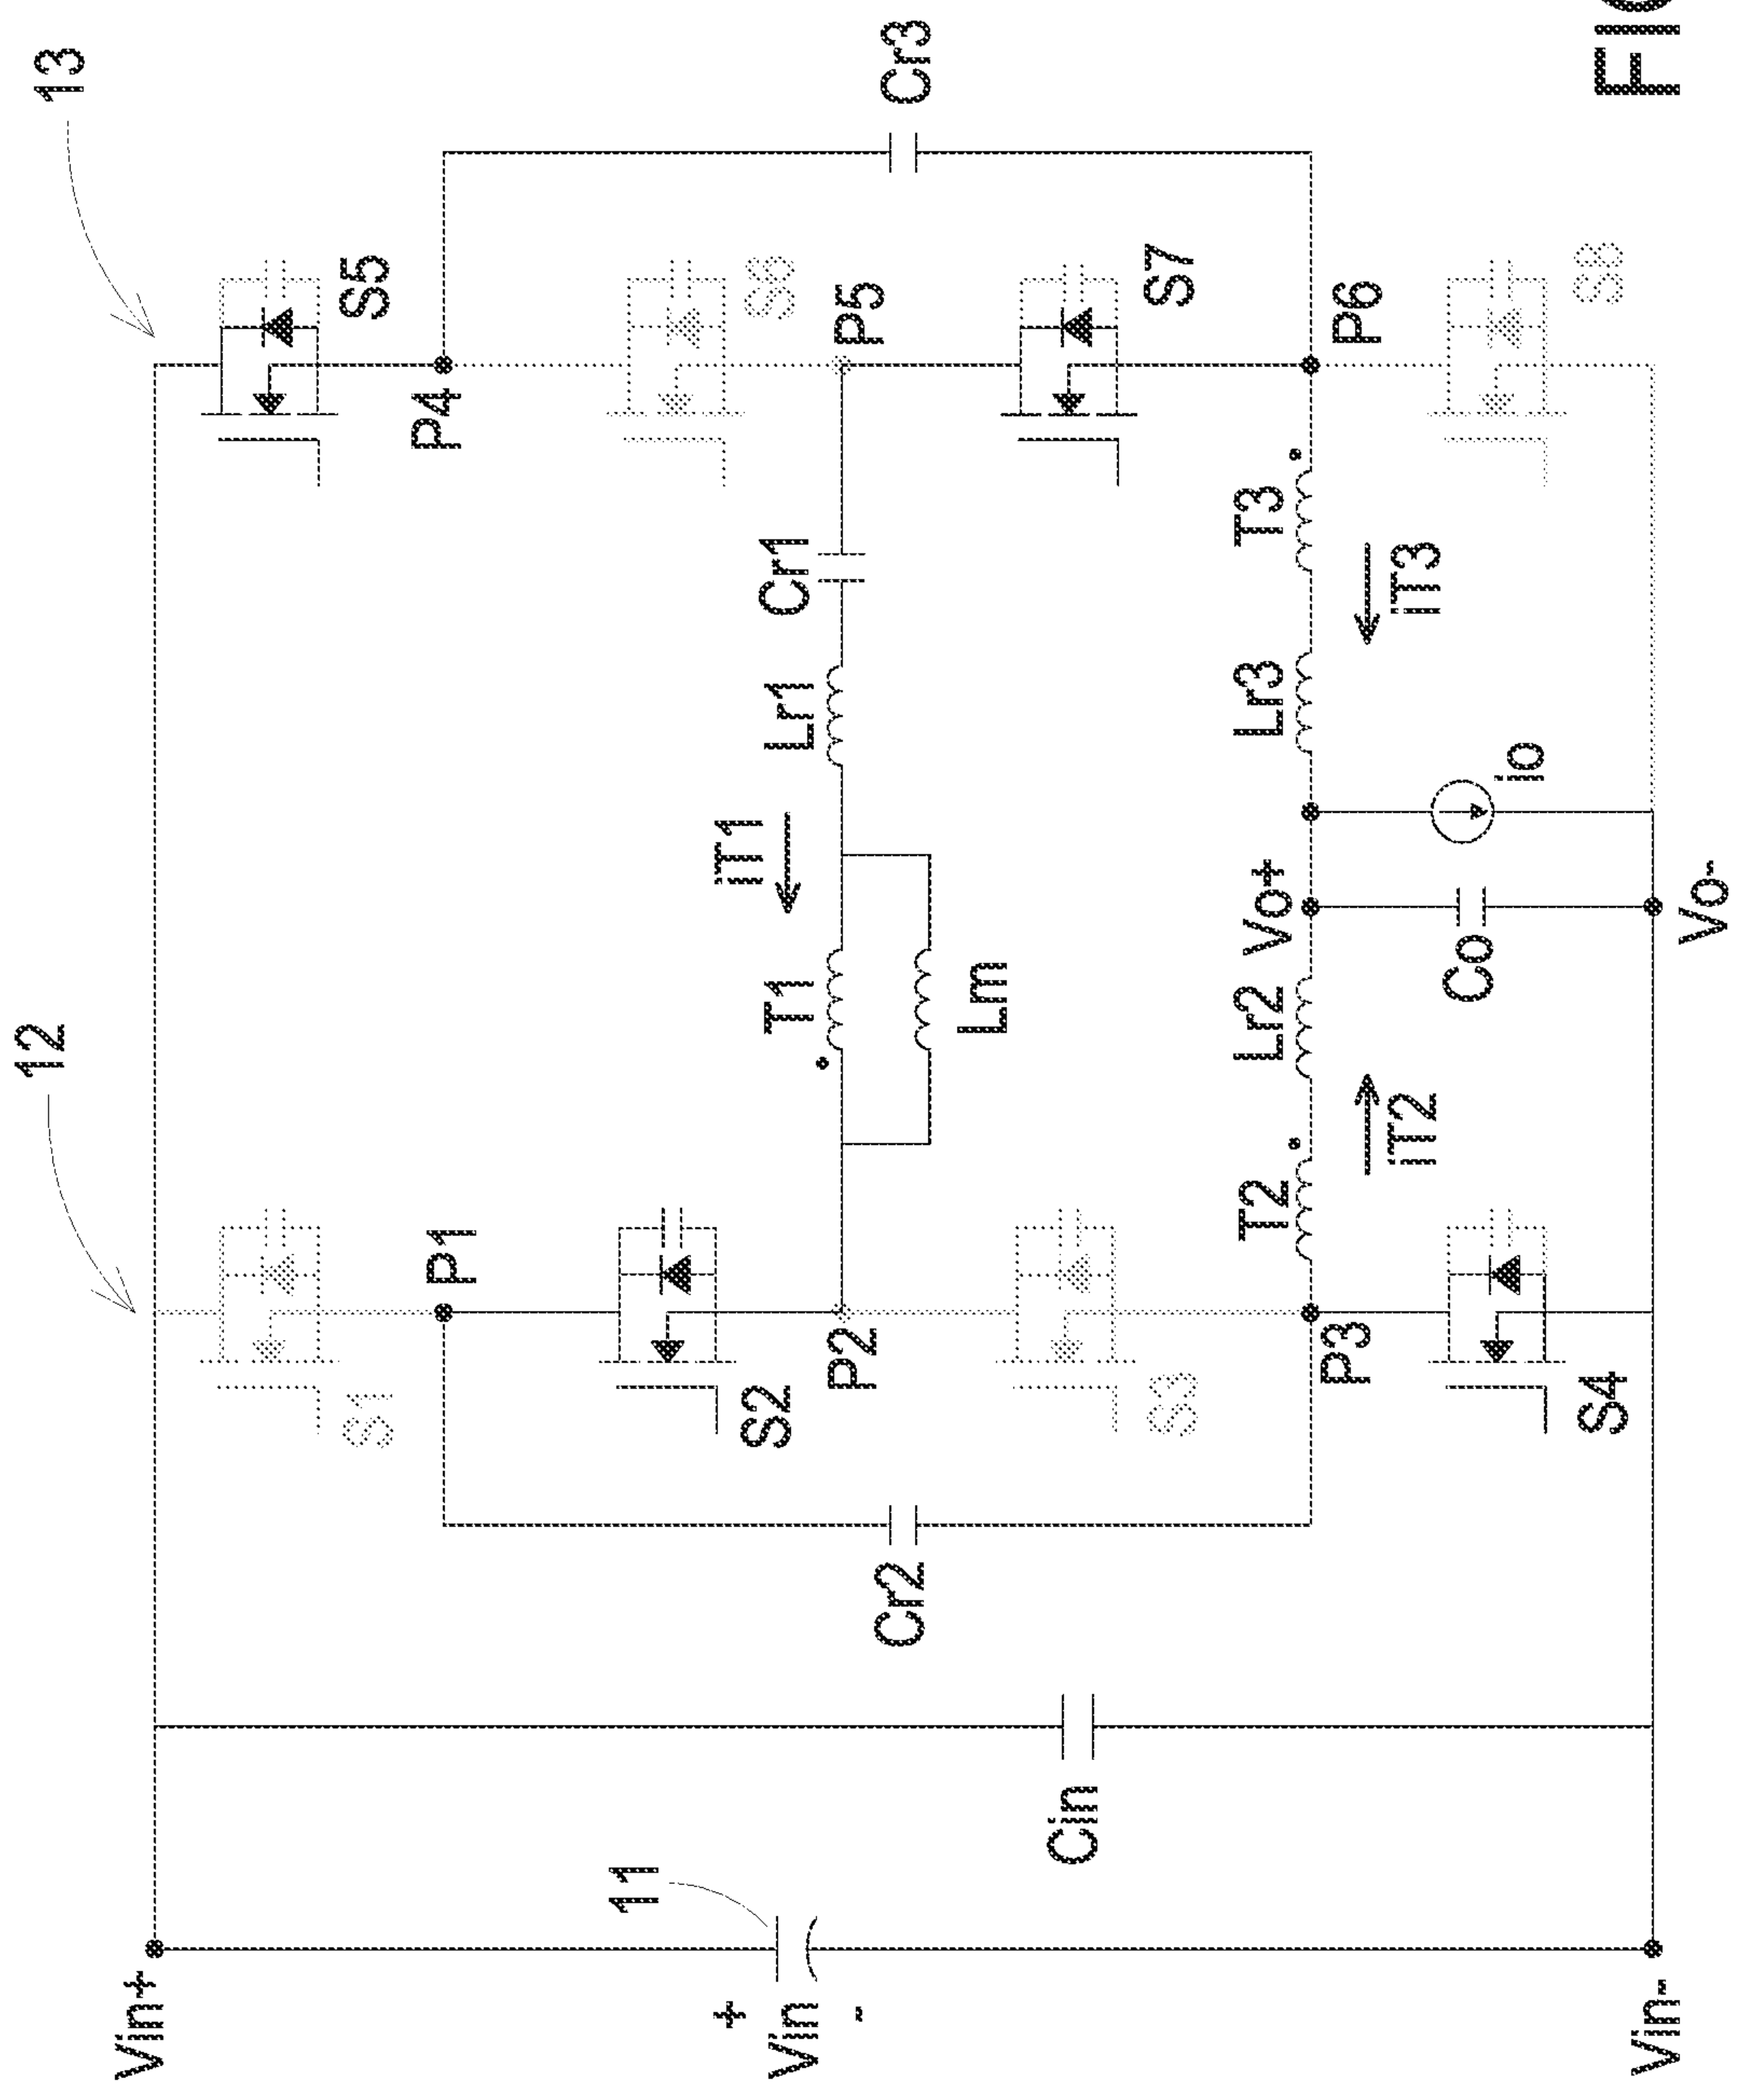 13
12
Cr3
S5
P4
S6
P5
S7
P6
S8
Cr1
Lr1
iT1
T1
Lm
T3
iT3
Lr3
io
Vo+
Co
Vo-
Lr2
iT2
T2
P1
S1
S2
P2
S3
P3
S4
Cr2
Cin
11
Vin+
+
Vin
-
Vin-